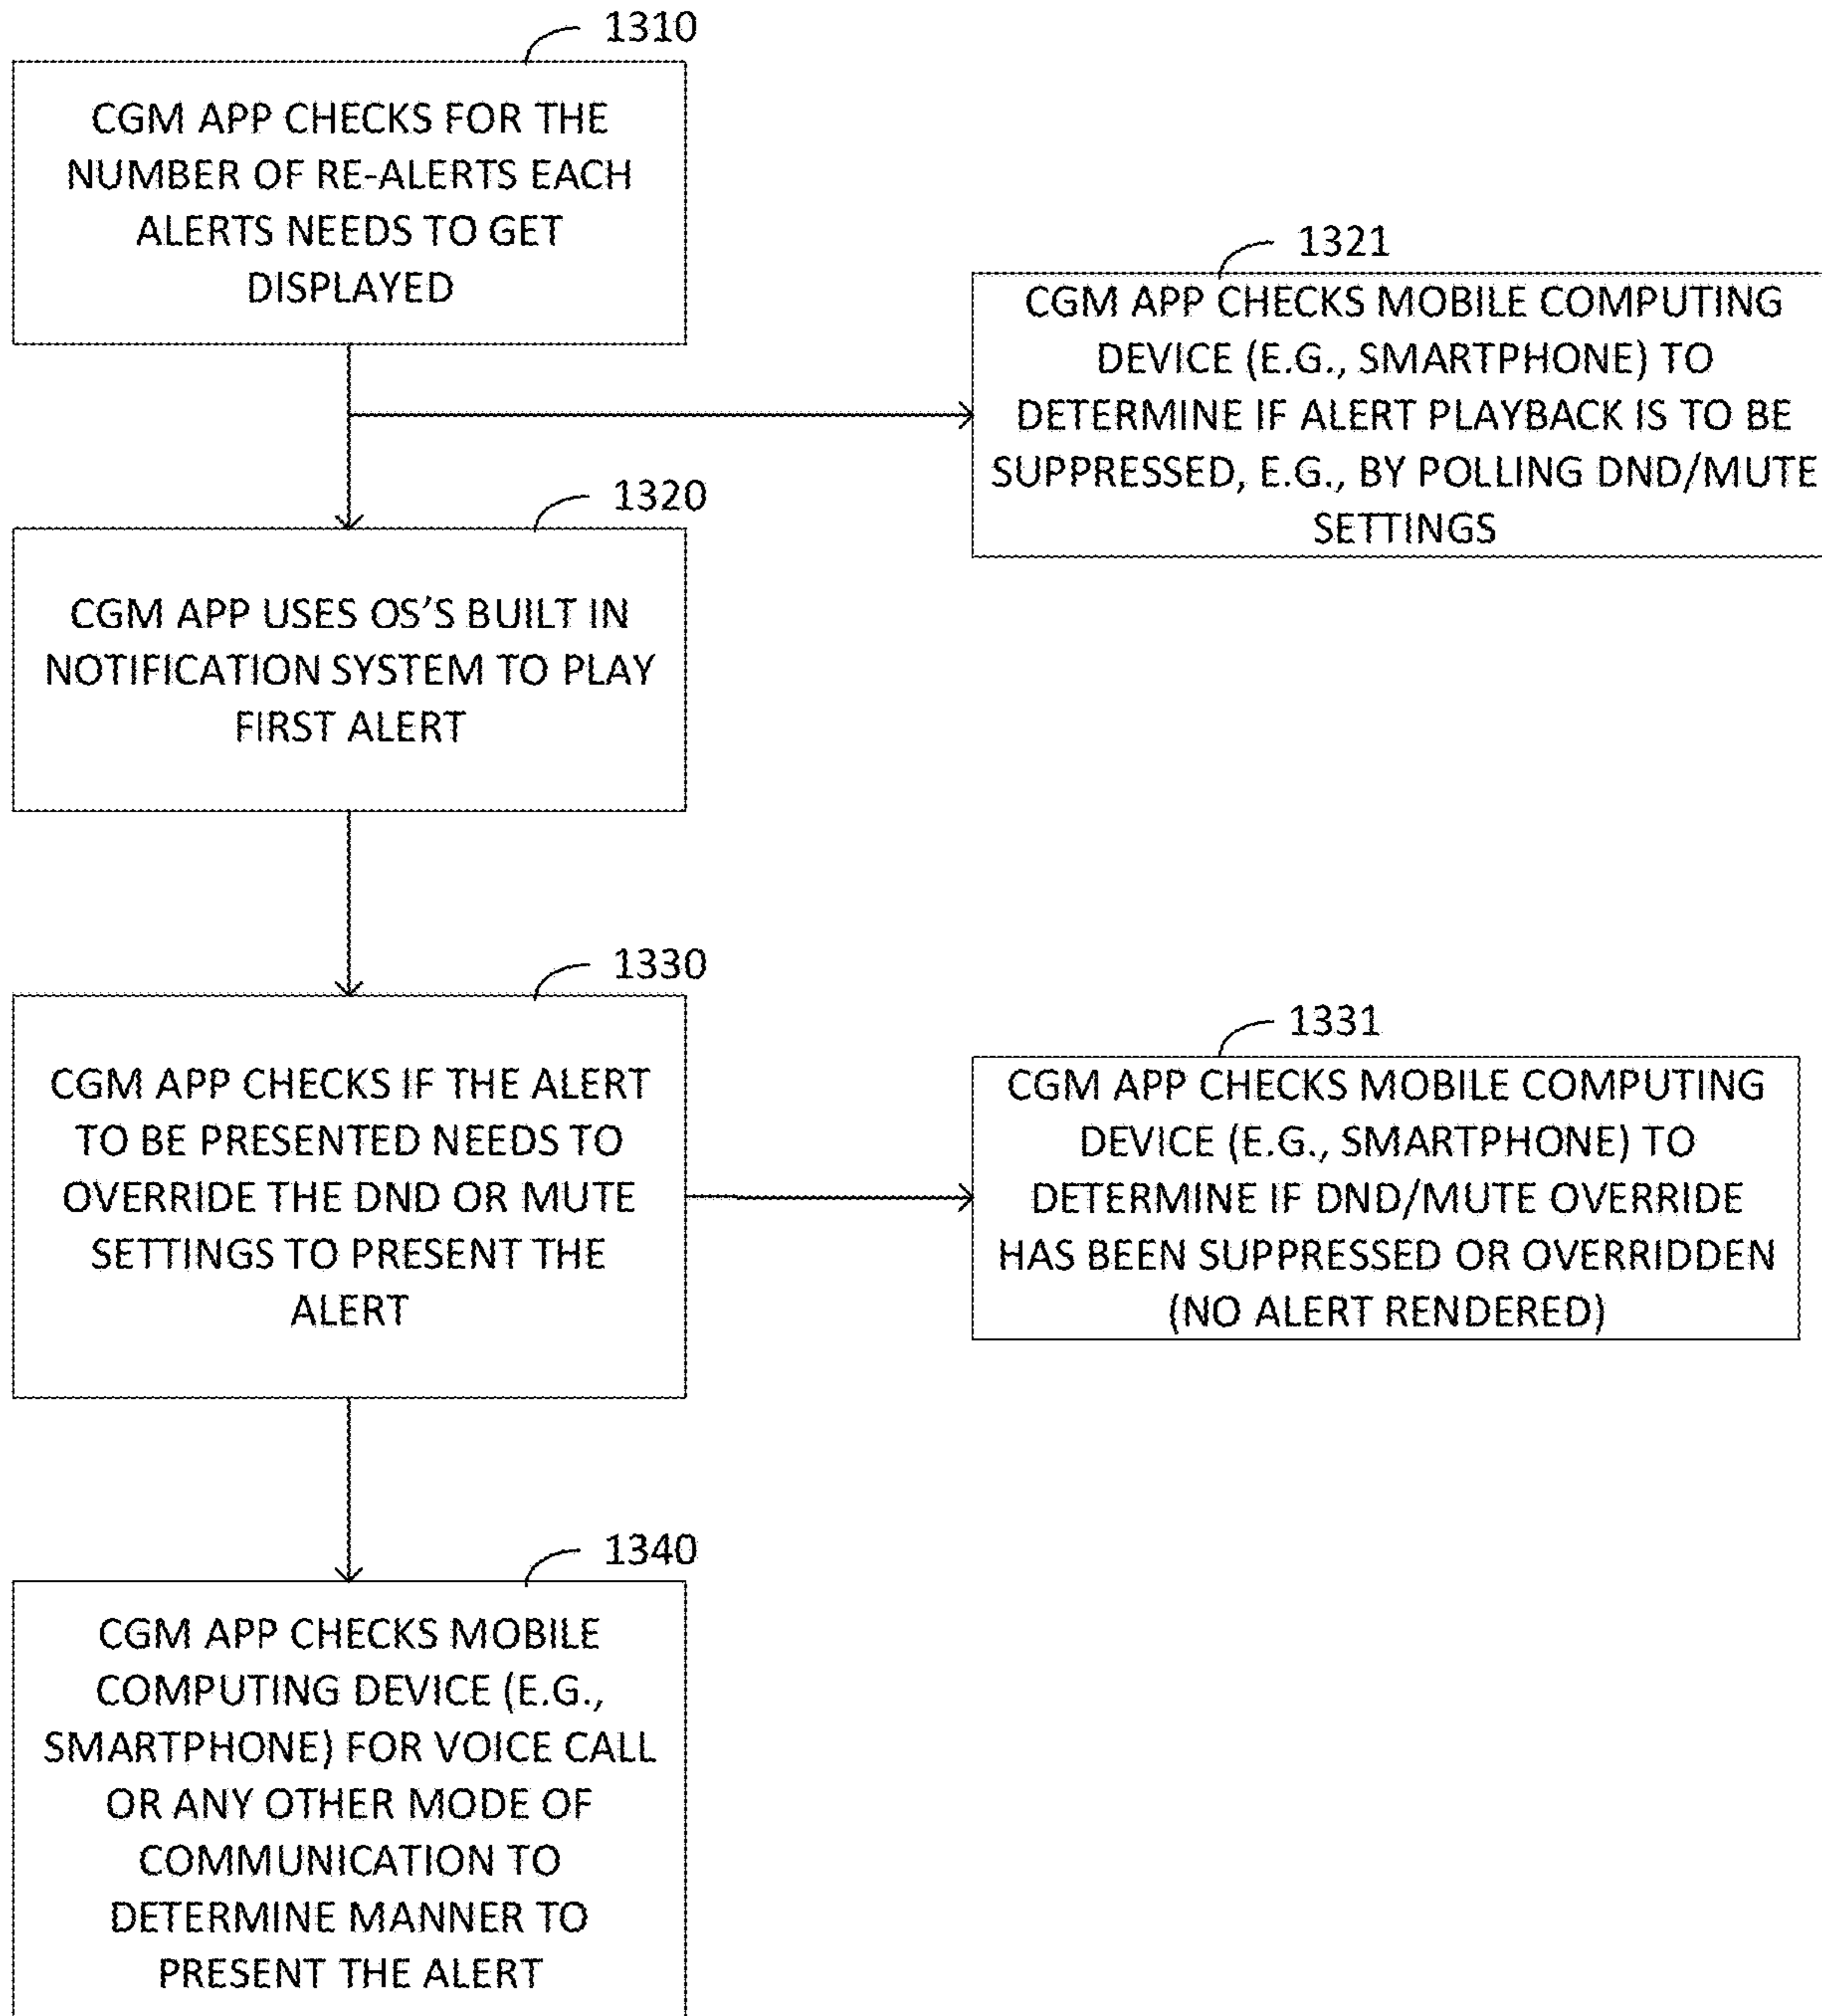 1310
CGM APP CHECKS FOR THE
NUMBER OF RE-ALERTS EACH
ALERTS NEEDS TO GET
DISPLAYED
1321
CGM APP CHECKS MOBILE COMPUTING
DEVICE (E.G., SMARTPHONE) TO
DETERMINE IF ALERT PLAYBACK IS TO BE
SUPPRESSED, E.G., BY POLLING DND/MUTE
SETTINGS
1320
CGM APP USES OS'S BUILT IN
NOTIFICATION SYSTEM TO PLAY
FIRST ALERT
1330
CGM APP CHECKS IF THE ALERT
TO BE PRESENTED NEEDS TO
OVERRIDE THE DND OR MUTE
SETTINGS TO PRESENT THE
ALERT
1331
CGM APP CHECKS MOBILE COMPUTING
DEVICE (E.G., SMARTPHONE) TO
DETERMINE IF DND/MUTE OVERRIDE
HAS BEEN SUPPRESSED OR OVERRIDDEN
(NO ALERT RENDERED)
1340
CGM APP CHECKS MOBILE
COMPUTING DEVICE (E.G.,
SMARTPHONE) FOR VOICE CALL
OR ANY OTHER MODE OF
COMMUNICATION TO
DETERMINE MANNER TO
PRESENT THE ALERT